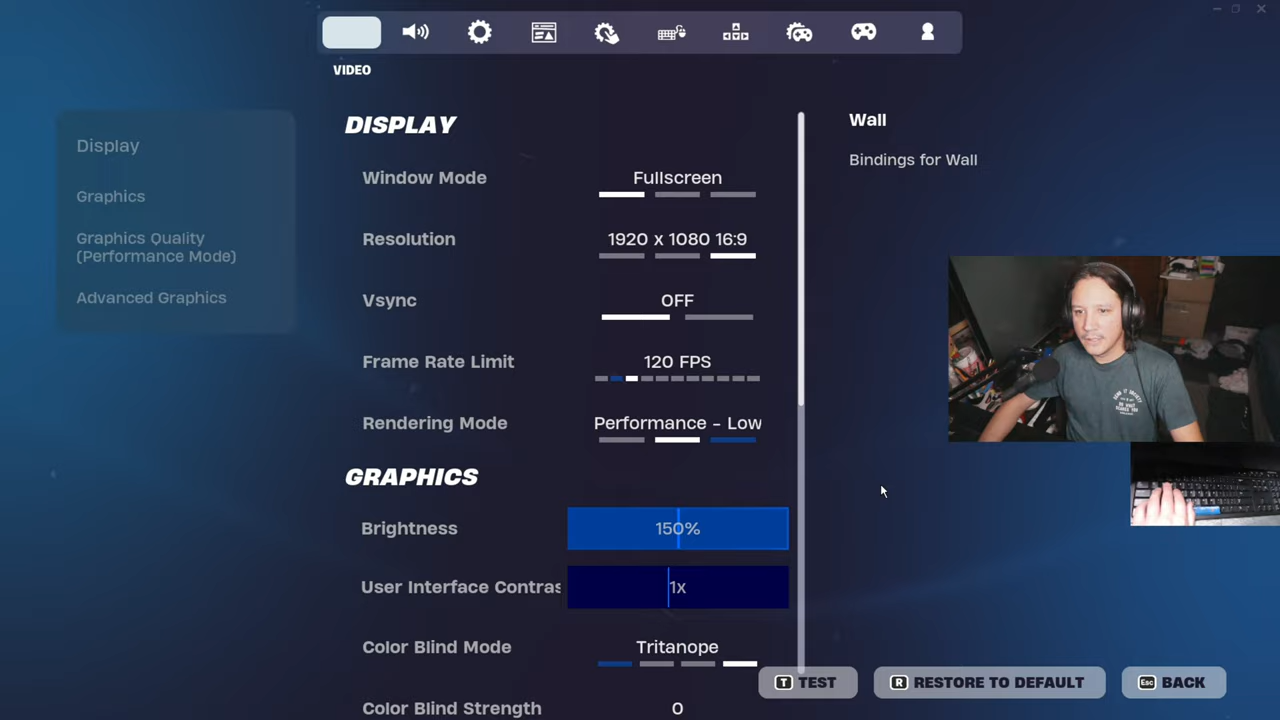 VIDEO
Display
Graphics
Graphics Quality
(Performance Mode)
Advanced Graphics
DISPLAY
Window Mode Fullscreen
Resolution 1920 x 1080 16:9
Vsync OFF
Frame Rate Limit 120 FPS
Rendering Mode Performance - Low
GRAPHICS
Brightness 150%
User Interface Contras 1x
Color Blind Mode Tritanope
Color Blind Strength 0
Wall
Bindings for Wall
T TEST
R RESTORE TO DEFAULT
Esc BACK